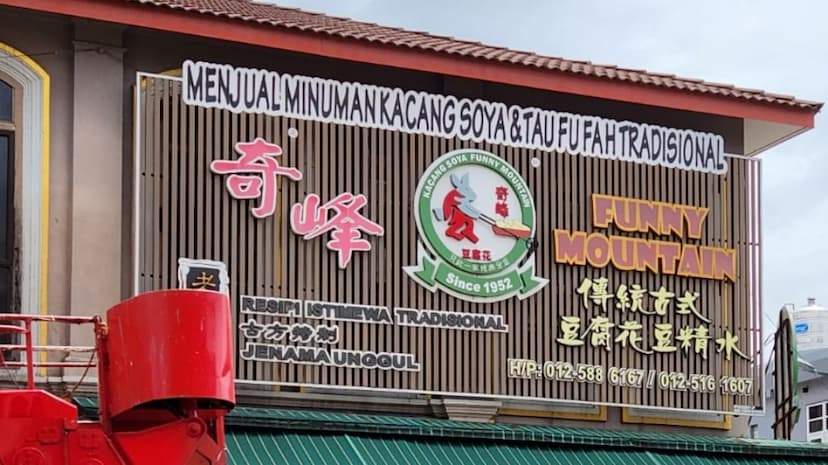 MENJUAL MINUMAN KACANG SOYA & TAU FU FAH TRADISIONAL
奇峰
KACANG SOYA FUNNY MOUNTAIN
奇峰
豆腐花
Since 1952
FUNNY
MOUNTAIN
傳統古式
豆腐花豆精水
H/P: 012-588 6167 / 012-516 1607
老
RESIPI ISTIMEWA TRADISIONAL
古方特制
JENAMA UNGGUL